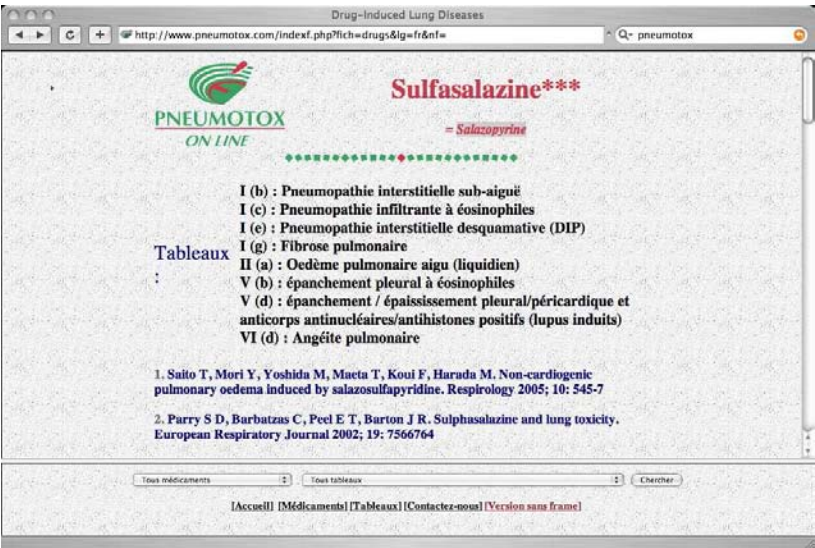 Drug-Induced Lung Diseases
http://www.pneumotox.com/indexf.php?fich=drugs&lg=fr&nf=
pneumotox
PNEUMOTOX
ON LINE
Sulfasalazine***
= Salazopyrine
Tableaux :
I (b) : Pneumopathie interstitielle sub-aiguë
I (c) : Pneumopathie infiltrante à éosinophiles
I (e) : Pneumopathie interstitielle desquamative (DIP)
I (g) : Fibrose pulmonaire
II (a) : Oedème pulmonaire aigu (liquidien)
V (b) : épanchement pleural à éosinophiles
V (d) : épanchement / épaississement pleural/péricardique et
anticorps antinucléaires/antihistones positifs (lupus induits)
VI (d) : Angéite pulmonaire
1. Saito T, Mori Y, Yoshida M, Maeta T, Koui F, Harada M. Non-cardiogenic
pulmonary oedema induced by salazosulfapyridine. Respirology 2005; 10: 545-7
2. Parry S D, Barbatzas C, Peel E T, Barton J R. Sulphasalazine and lung toxicity.
European Respiratory Journal 2002; 19: 7566764
Tous médicaments
Tous tableaux
Chercher
[Accueil] [Médicaments] [Tableaux] [Contactez-nous] [Version sans frame]